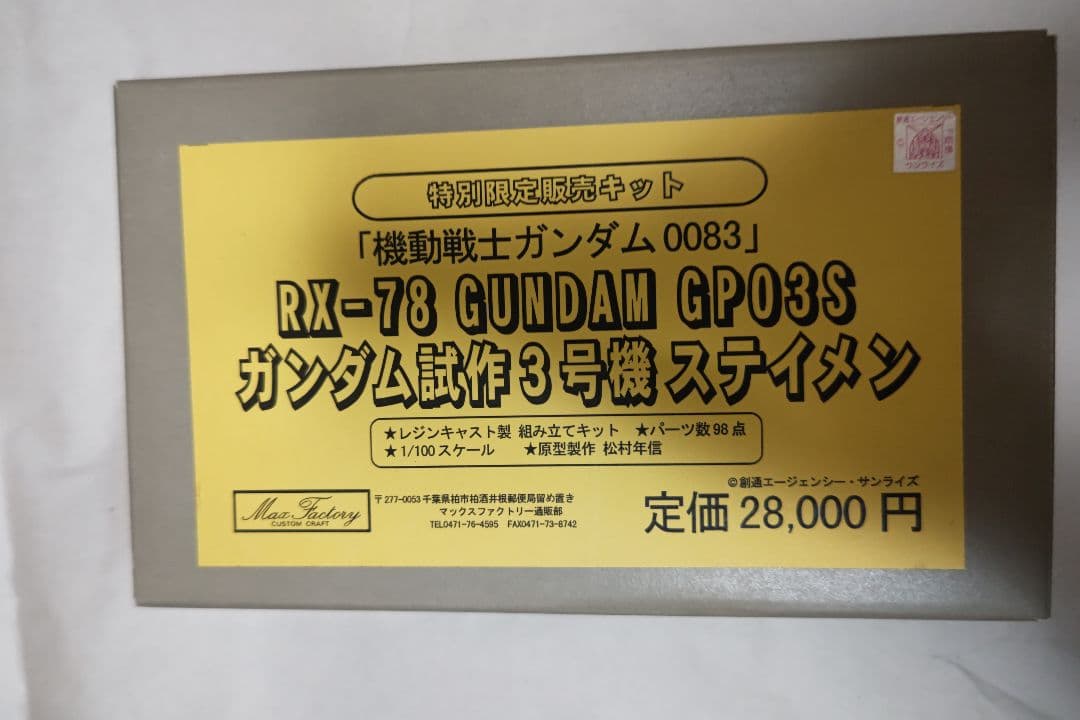 特別限定販売キット
「機動戦士ガンダム0083」
RX-78 GUNDAM GP03S
ガンダム試作3号機 ステイメン
★レジンキャスト製 組み立てキット ★パーツ数98点
★1/100スケール ★原型製作 松村年信
©創通エージェンシー・サンライズ
Max Factory
CUSTOM CRAFT
〒277-0053 千葉県柏市柏酒井根郵便局留め置き
マックスファクトリー通販部
TEL0471-76-4595 FAX0471-73-8742
定価 28,000 円
サンライズ